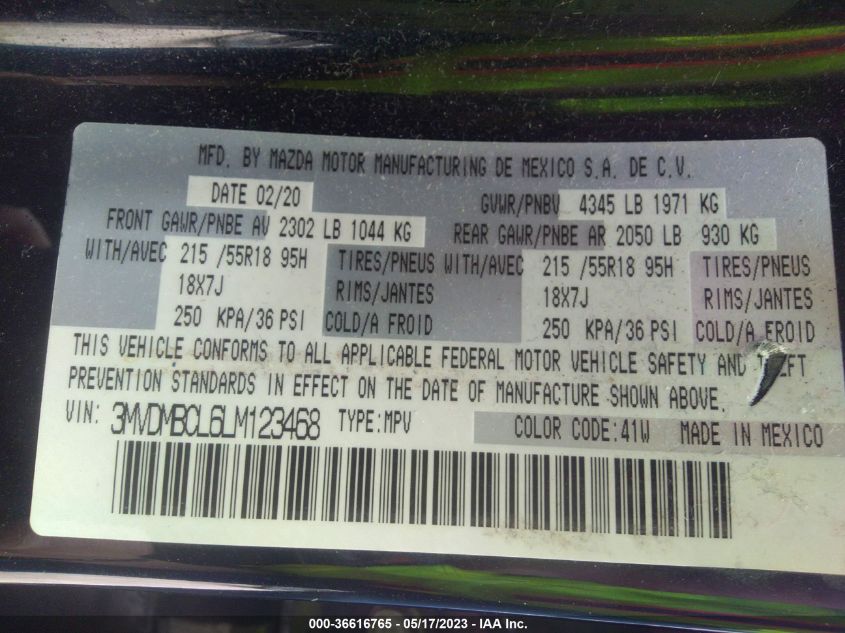 MFD. BY MAZDA MOTOR MANUFACTURING DE MEXICO S.A. DE C.V.
DATE 02/20 GVWR/PNBV 4345 LB 1971 KG
FRONT GAWR/PNBE AV 2302 LB 1044 KG REAR GAWR/PNBE AR 2050 LB 930 KG
WITH/AVEC 215 /55R18 95H TIRES/PNEUS WITH/AVEC 215 /55R18 95H TIRES/PNEUS
18X7J RIMS/JANTES 18X7J RIMS/JANTES
250 KPA/36 PSI COLD/A FROID 250 KPA/36 PSI COLD/A FROID
THIS VEHICLE CONFORMS TO ALL APPLICABLE FEDERAL MOTOR VEHICLE SAFETY AND THEFT
PREVENTION STANDARDS IN EFFECT ON THE DATE OF MANUFACTURE SHOWN ABOVE.
VIN: 3MVDMBCL6LM123468 TYPE:MPV COLOR CODE:41W MADE IN MEXICO
000-36616765 — 05/17/2023 — IAA Inc.